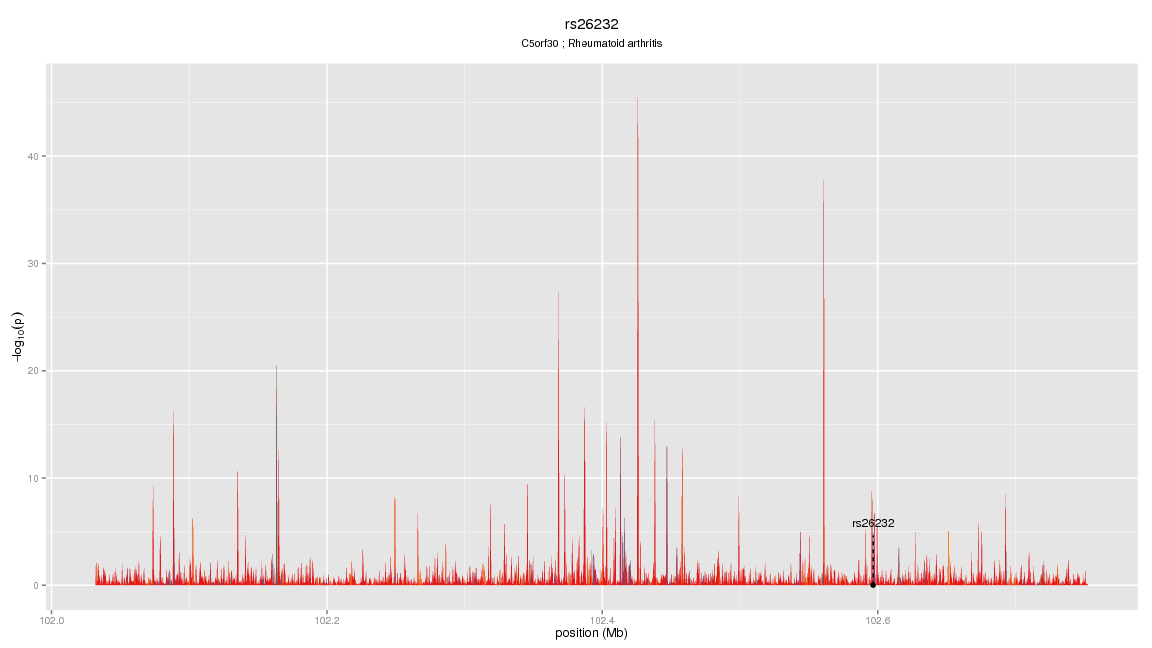 rs26232
C5orf30 ; Rheumatoid arthritis
40
30
20
10
0
−log10(p)
rs26232
102.0
102.2
102.4
102.6
position (Mb)